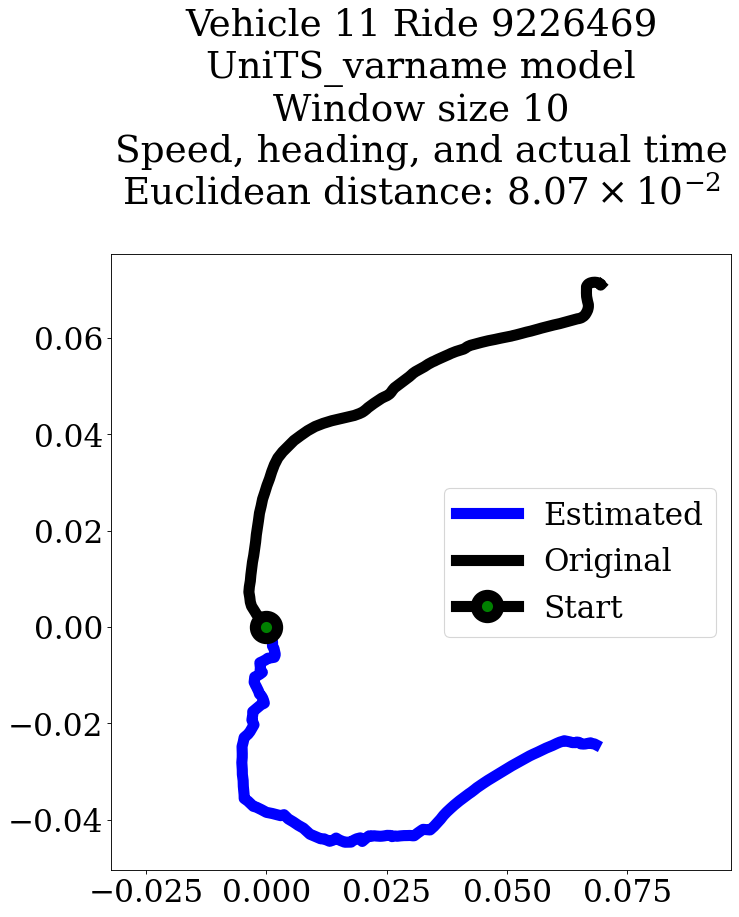 Vehicle 11 Ride 9226469
UniTS_varname model
Window size 10
Speed, heading, and actual time
Euclidean distance: 8.07 × 10⁻²
0.06
0.04
0.02
0.00
−0.02
−0.04
Estimated
Original
Start
−0.025 0.000 0.025 0.050 0.075